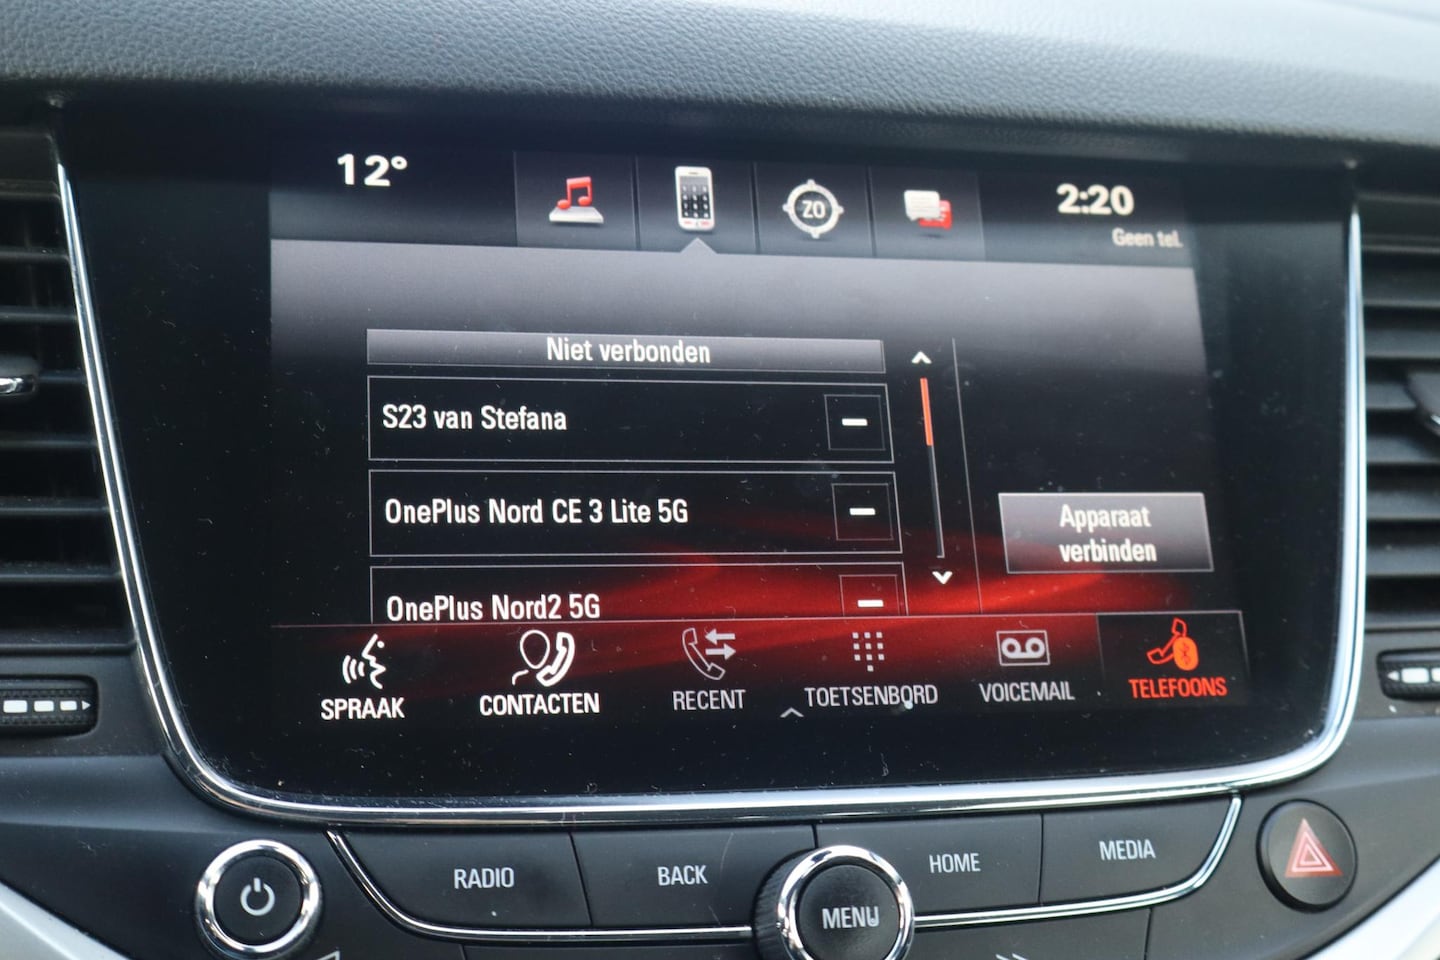 12°
ZO
2:20
Geen tel.
Niet verbonden
S23 van Stefana
OnePlus Nord CE 3 Lite 5G
OnePlus Nord2 5G
Apparaat
verbinden
SPRAAK
CONTACTEN
RECENT
TOETSENBORD
VOICEMAIL
TELEFOONS
RADIO
BACK
MENU
HOME
MEDIA